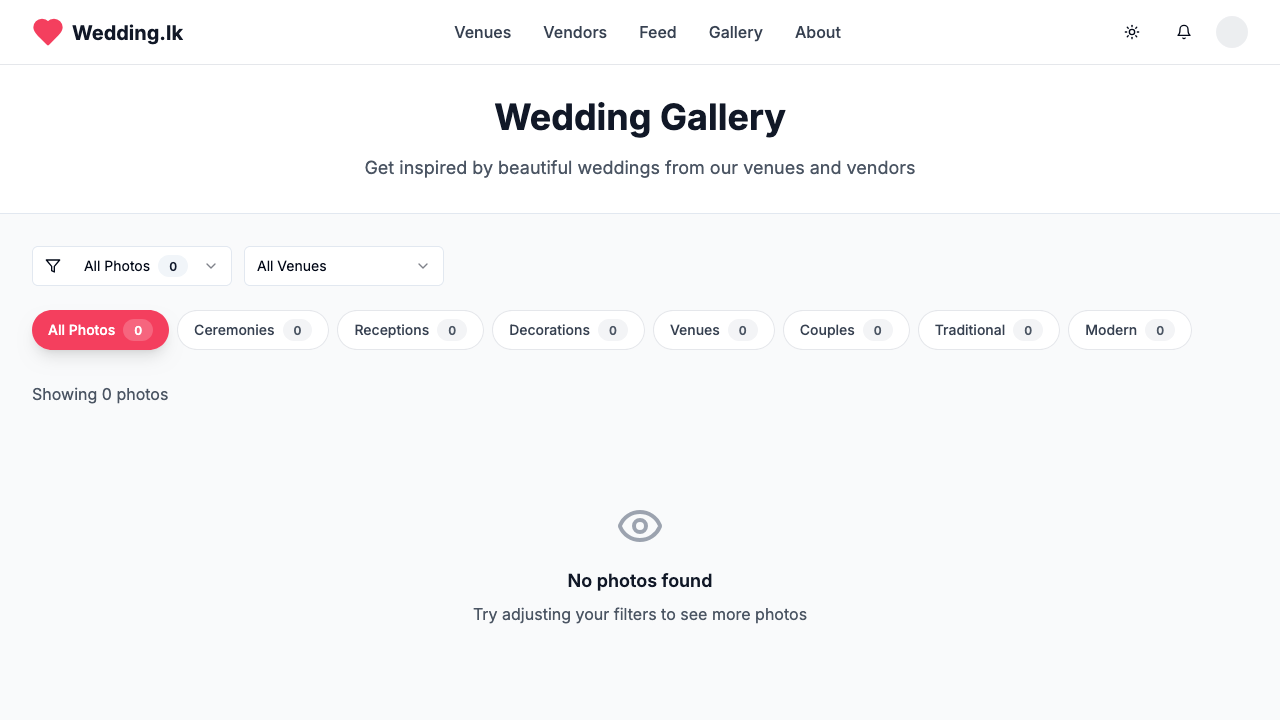 Wedding.lk
Venues Vendors Feed Gallery About
Wedding Gallery
Get inspired by beautiful weddings from our venues and vendors
All Photos 0 All Venues
All Photos 0 Ceremonies 0 Receptions 0 Decorations 0 Venues 0 Couples 0 Traditional 0 Modern 0
Showing 0 photos
No photos found
Try adjusting your filters to see more photos